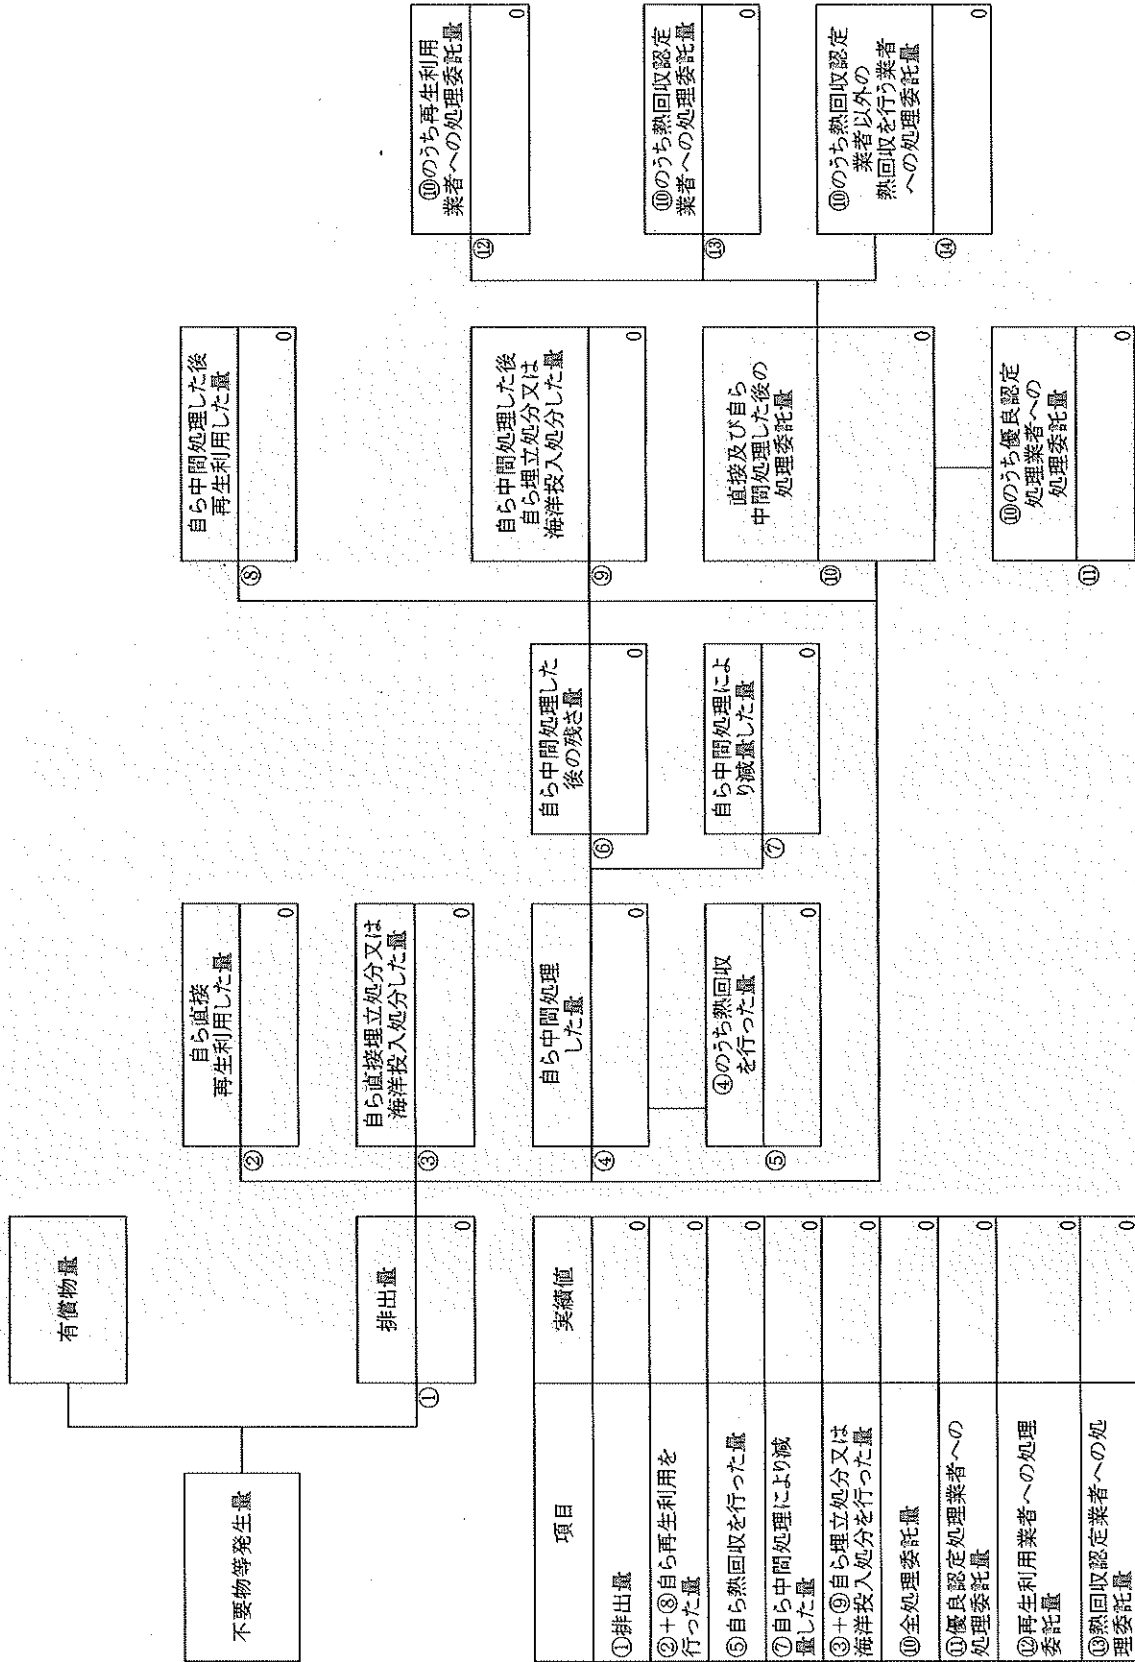 不要物等発生量
有償物量
①
排出量
0
②
自ら直接
再生利用した量
0
③
自ら直接埋立処分又は
海洋投入処分した量
0
④
自ら中間処理
した量
0
⑤
④のうち熱回収
を行った量
0
⑥
自ら中間処理した
後の残さ量
0
⑦
自ら中間処理によ
り減量した量
0
⑧
自ら中間処理した後
再生利用した量
0
⑨
自ら中間処理した後
自ら埋立処分又は
海洋投入処分した量
0
⑩
直接及び自ら
中間処理した後の
処理委託量
0
⑪
⑩のうち優良認定
処理業者への
処理委託量
0
⑫
⑩のうち再生利用
業者への処理委託量
0
⑬
⑩のうち熱回収認定
業者への処理委託量
0
⑭
⑩のうち熱回収認定
業者以外の
熱回収を行う業者
への処理委託量
0
項目
実績値
①排出量
0
②+⑧自ら再生利用を
行った量
0
⑤自ら熱回収を行った量
0
⑦自ら中間処理により減
量した量
0
③+⑨自ら埋立処分又は
海洋投入処分を行った量
0
⑩全処理委託量
0
⑪優良認定処理業者への
処理委託量
0
⑫再生利用業者への処理
委託量
0
⑬熱回収認定業者への処
理委託量
0